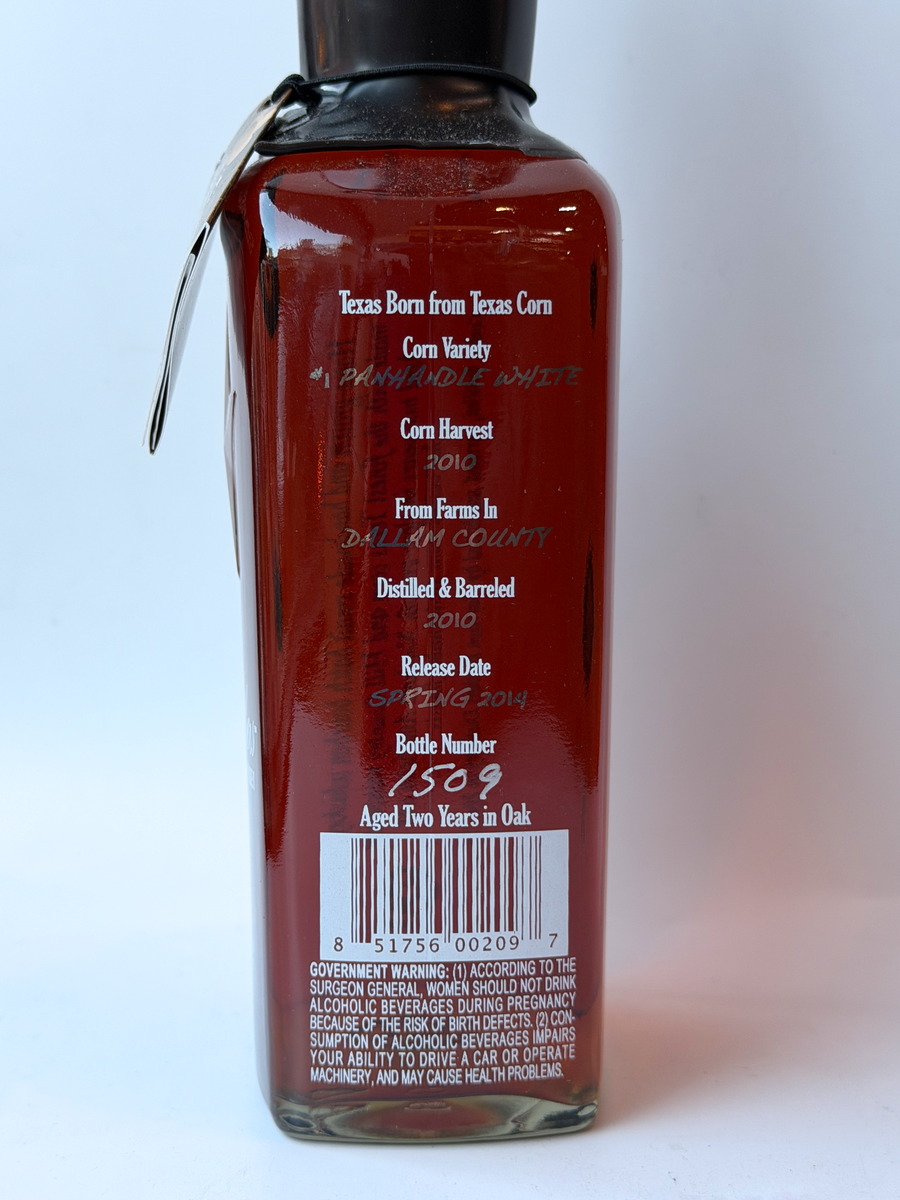 Texas Born from Texas Corn
Corn Variety
#1 PANHANDLE WHITE
Corn Harvest
2010
From Farms In
DALLAM COUNTY
Distilled & Barreled
2010
Release Date
SPRING 2014
Bottle Number
1509
Aged Two Years in Oak
8 51756 00209 7
GOVERNMENT WARNING: (1) ACCORDING TO THE
SURGEON GENERAL, WOMEN SHOULD NOT DRINK
ALCOHOLIC BEVERAGES DURING PREGNANCY
BECAUSE OF THE RISK OF BIRTH DEFECTS. (2) CON-
SUMPTION OF ALCOHOLIC BEVERAGES IMPAIRS
YOUR ABILITY TO DRIVE A CAR OR OPERATE
MACHINERY, AND MAY CAUSE HEALTH PROBLEMS.